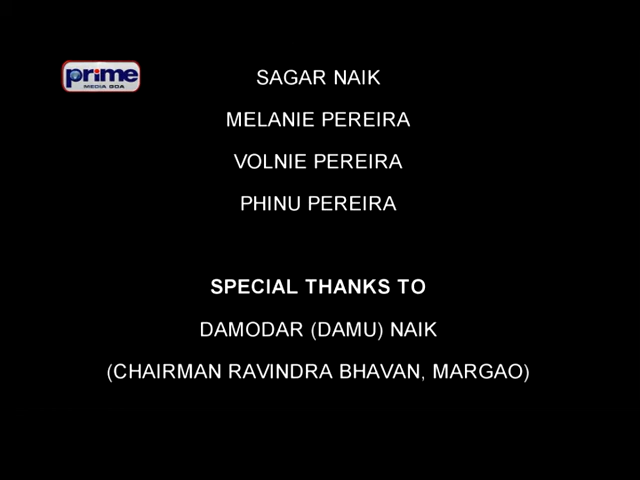 prime
MEDIA GOA
SAGAR NAIK
MELANIE PEREIRA
VOLNIE PEREIRA
PHINU PEREIRA
SPECIAL THANKS TO
DAMODAR (DAMU) NAIK
(CHAIRMAN RAVINDRA BHAVAN, MARGAO)